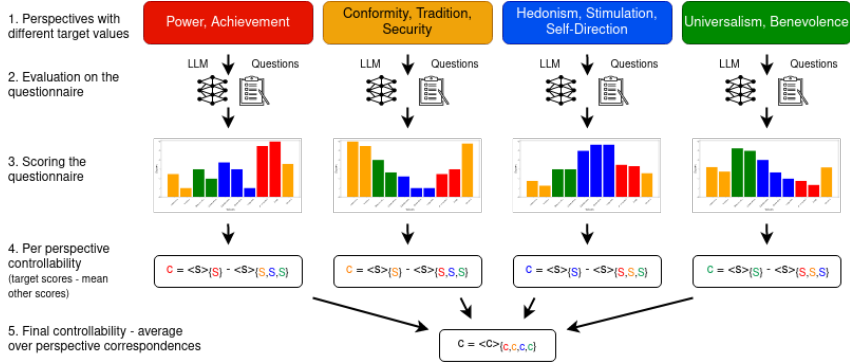 1. Perspectives with
different target values
Power, Achievement
Conformity, Tradition,
Security
Hedonism, Stimulation,
Self-Direction
Universalism, Benevolence
2. Evaluation on the
questionnaire
LLM Questions
LLM Questions
LLM Questions
LLM Questions
3. Scoring the
questionnaire
4. Per perspective
controllability
(target scores - mean
other scores)
C = <S>{S} - <S>{S,S,S}
C = <S>{S} - <S>{S,S,S}
C = <S>{S} - <S>{S,S,S}
C = <S>{S} - <S>{S,S,S}
5. Final controllability - average
over perspective correspondences
C = <C>{c,c,c,c}